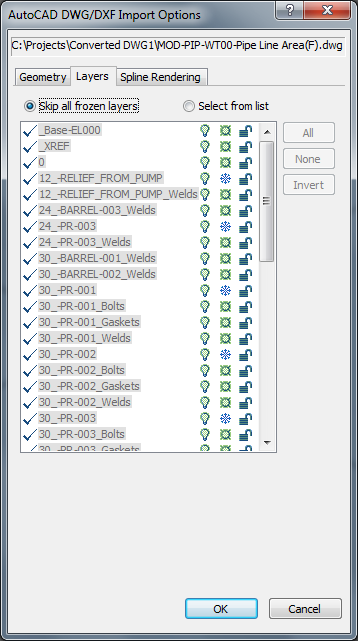 AutoCAD DWG/DXF Import Options
C:\Projects\Converted DWG1\MOD-PIP-WT00-Pipe Line Area(F).dwg
Geometry Layers Spline Rendering
Skip all frozen layers Select from list
_Base-EL000
All
_XREF
0
None
12_-RELIEF_FROM_PUMP
Invert
12_-RELIEF_FROM_PUMP_Welds
24_-BARREL-003_Welds
24_-PR-003
24_-PR-003_Welds
30_-BARREL-001_Welds
30_-BARREL-002_Welds
30_-PR-001
30_-PR-001_Bolts
30_-PR-001_Gaskets
30_-PR-001_Welds
30_-PR-002
30_-PR-002_Bolts
30_-PR-002_Gaskets
30_-PR-002_Welds
30_-PR-003
30_-PR-003_Bolts
30_-PR-003_Gaskets
OK Cancel